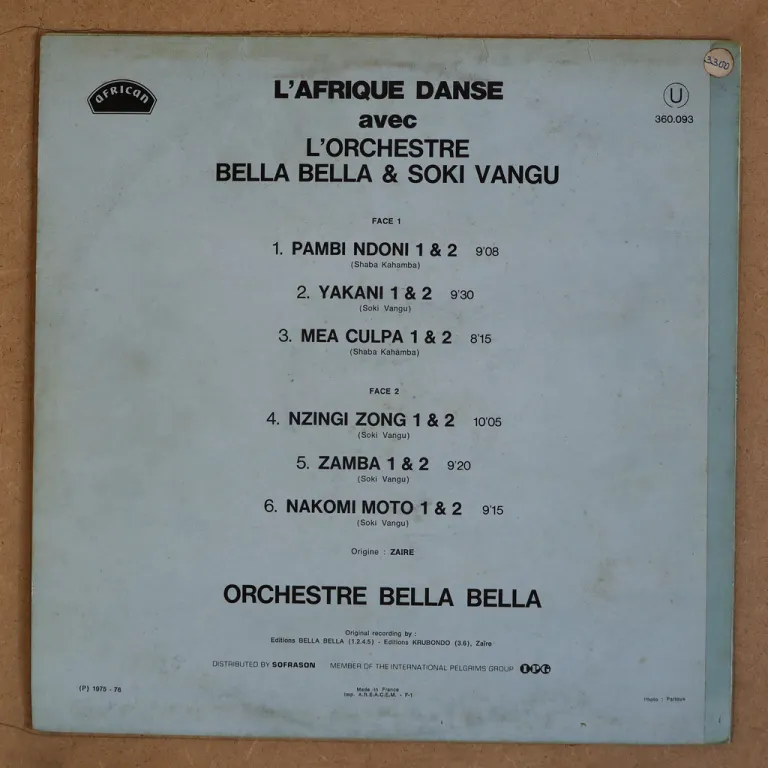 AFRICAN
3300
L'AFRIQUE DANSE
avec
L'ORCHESTRE
BELLA BELLA & SOKI VANGU
U
360.093
FACE 1
1. PAMBI NDONI 1 & 2 9'08
(Shaba Kahamba)
2. YAKANI 1 & 2 9'30
(Soki Vangu)
3. MEA CULPA 1 & 2 8'15
(Shaba Kahamba)
FACE 2
4. NZINGI ZONG 1 & 2 10'05
(Soki Vangu)
5. ZAMBA 1 & 2 9'20
(Soki Vangu)
6. NAKOMI MOTO 1 & 2 9'15
(Soki Vangu)
Origine : ZAIRE
ORCHESTRE BELLA BELLA
Original recording by :
Editions BELLA BELLA (1.2.4.5) - Editions KRUBONDO (3.6), Zaïre
DISTRIBUTED BY SOFRASON MEMBER OF THE INTERNATIONAL PELGRIMS GROUP IPG
(P) 1975 - 76
Made in France
Imp. A.R.E.A.C.E.M. - F-1
Photo :